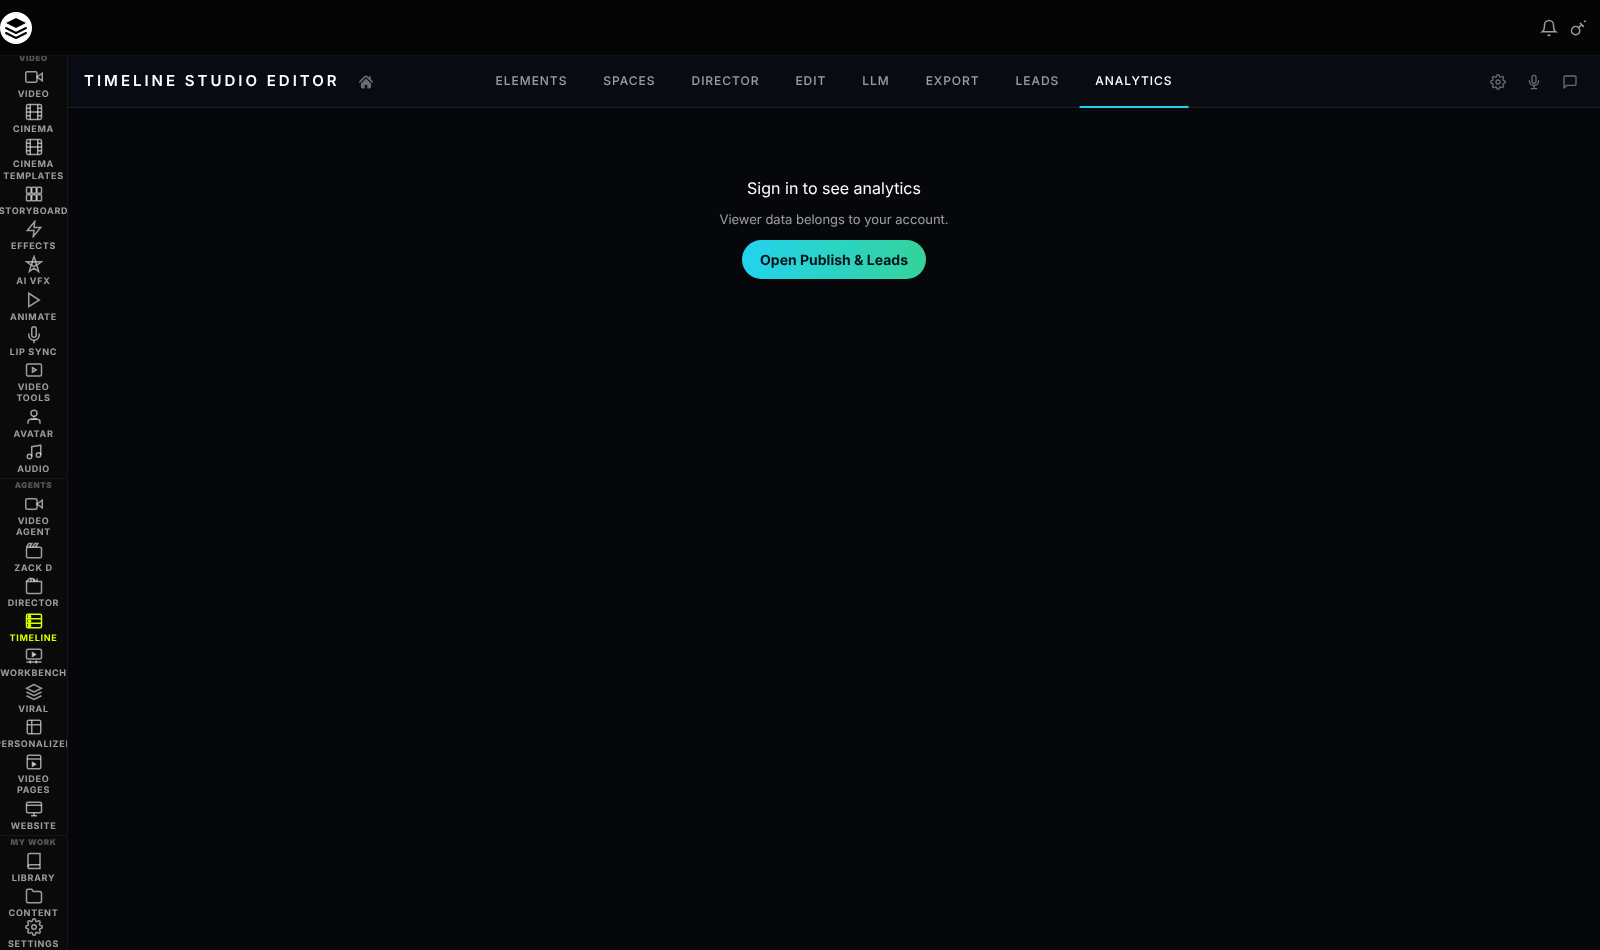 VIDEO
VIDEO
CINEMA
CINEMA
TEMPLATES
STORYBOARD
EFFECTS
AI VFX
ANIMATE
LIP SYNC
VIDEO
TOOLS
AVATAR
AUDIO
AGENTS
VIDEO
AGENT
ZACK D
DIRECTOR
TIMELINE
WORKBENCH
VIRAL
PERSONALIZE
VIDEO
PAGES
WEBSITE
MY WORK
LIBRARY
CONTENT
SETTINGS
TIMELINE STUDIO EDITOR
ELEMENTS
SPACES
DIRECTOR
EDIT
LLM
EXPORT
LEADS
ANALYTICS
Sign in to see analytics
Viewer data belongs to your account.
Open Publish & Leads